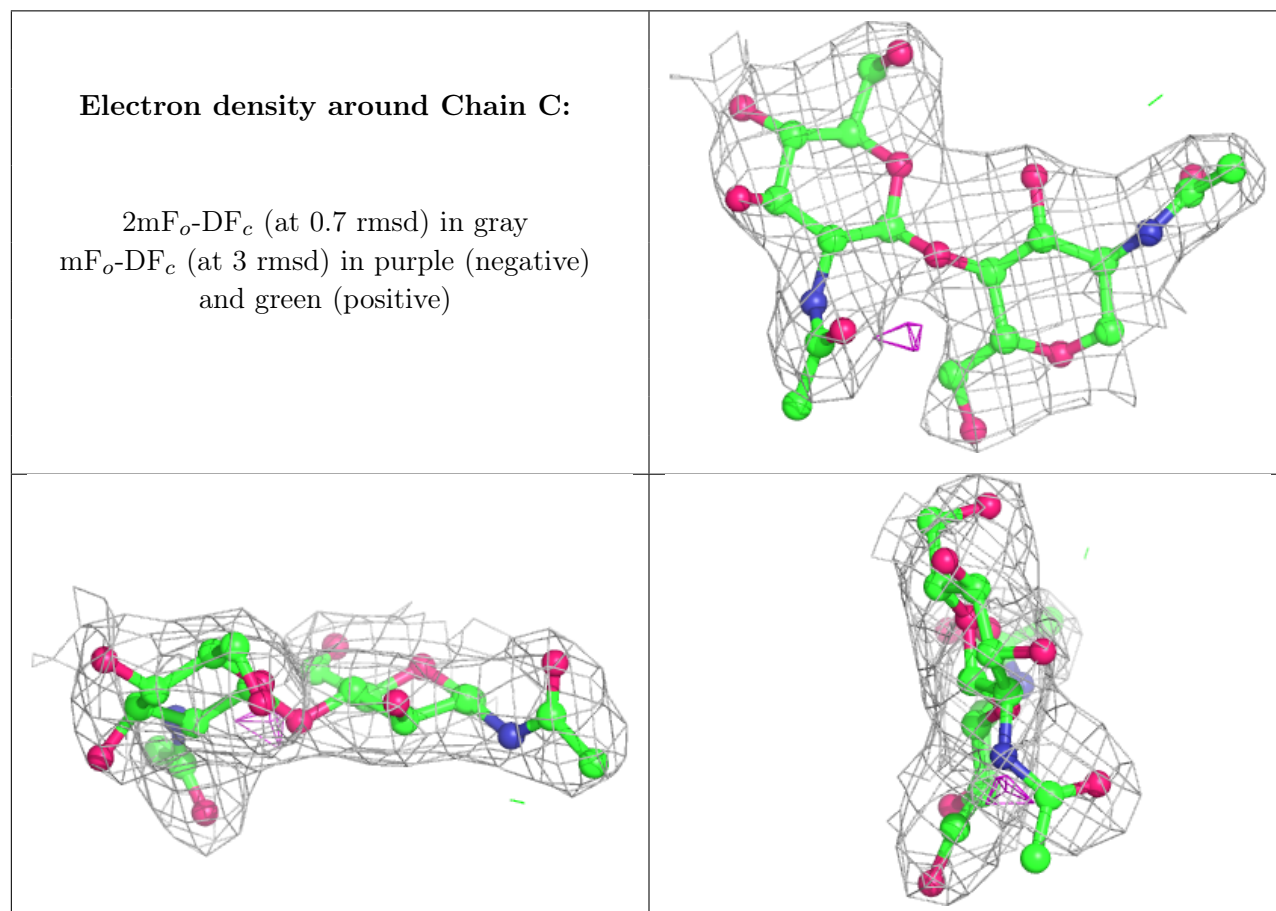 Electron density around Chain C:
2mFₒ-DF𝒸 (at 0.7 rmsd) in gray
mFₒ-DF𝒸 (at 3 rmsd) in purple (negative)
and green (positive)